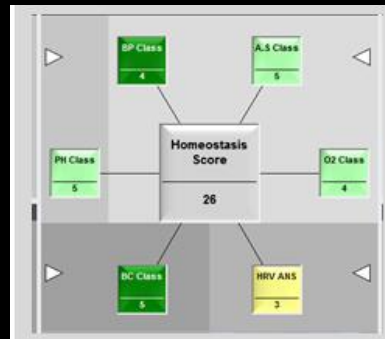 BP Class
4
A.S Class
5
Homeostasis
Score
26
PH Class
5
O2 Class
4
BC Class
5
HRV ANS
3